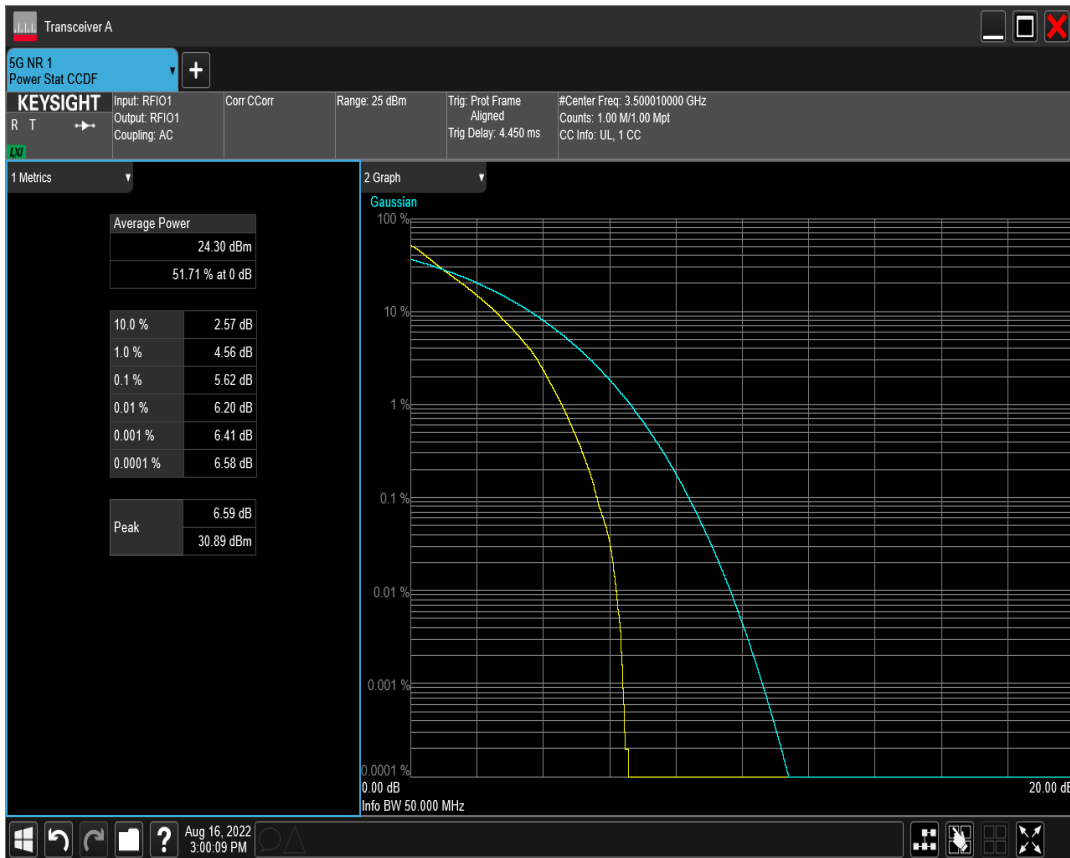 Transceiver A
5G NR 1
Power Stat CCDF
KEYSIGHT
R T
LXI
Input: RFIO1
Output: RFIO1
Coupling: AC
Corr CCorr
Range: 25 dBm
Trig: Prot Frame
Aligned
Trig Delay: 4.450 ms
#Center Freq: 3.500010000 GHz
Counts: 1.00 M/1.00 Mpt
CC Info: UL, 1 CC
1 Metrics
Average Power
24.30 dBm
51.71 % at 0 dB
10.0 % 2.57 dB
1.0 % 4.56 dB
0.1 % 5.62 dB
0.01 % 6.20 dB
0.001 % 6.41 dB
0.0001 % 6.58 dB
Peak
6.59 dB
30.89 dBm
2 Graph
Gaussian
100 %
10 %
1 %
0.1 %
0.01 %
0.001 %
0.0001 %
0.00 dB 20.00 dB
Info BW 50.000 MHz
Aug 16, 2022
3:00:09 PM